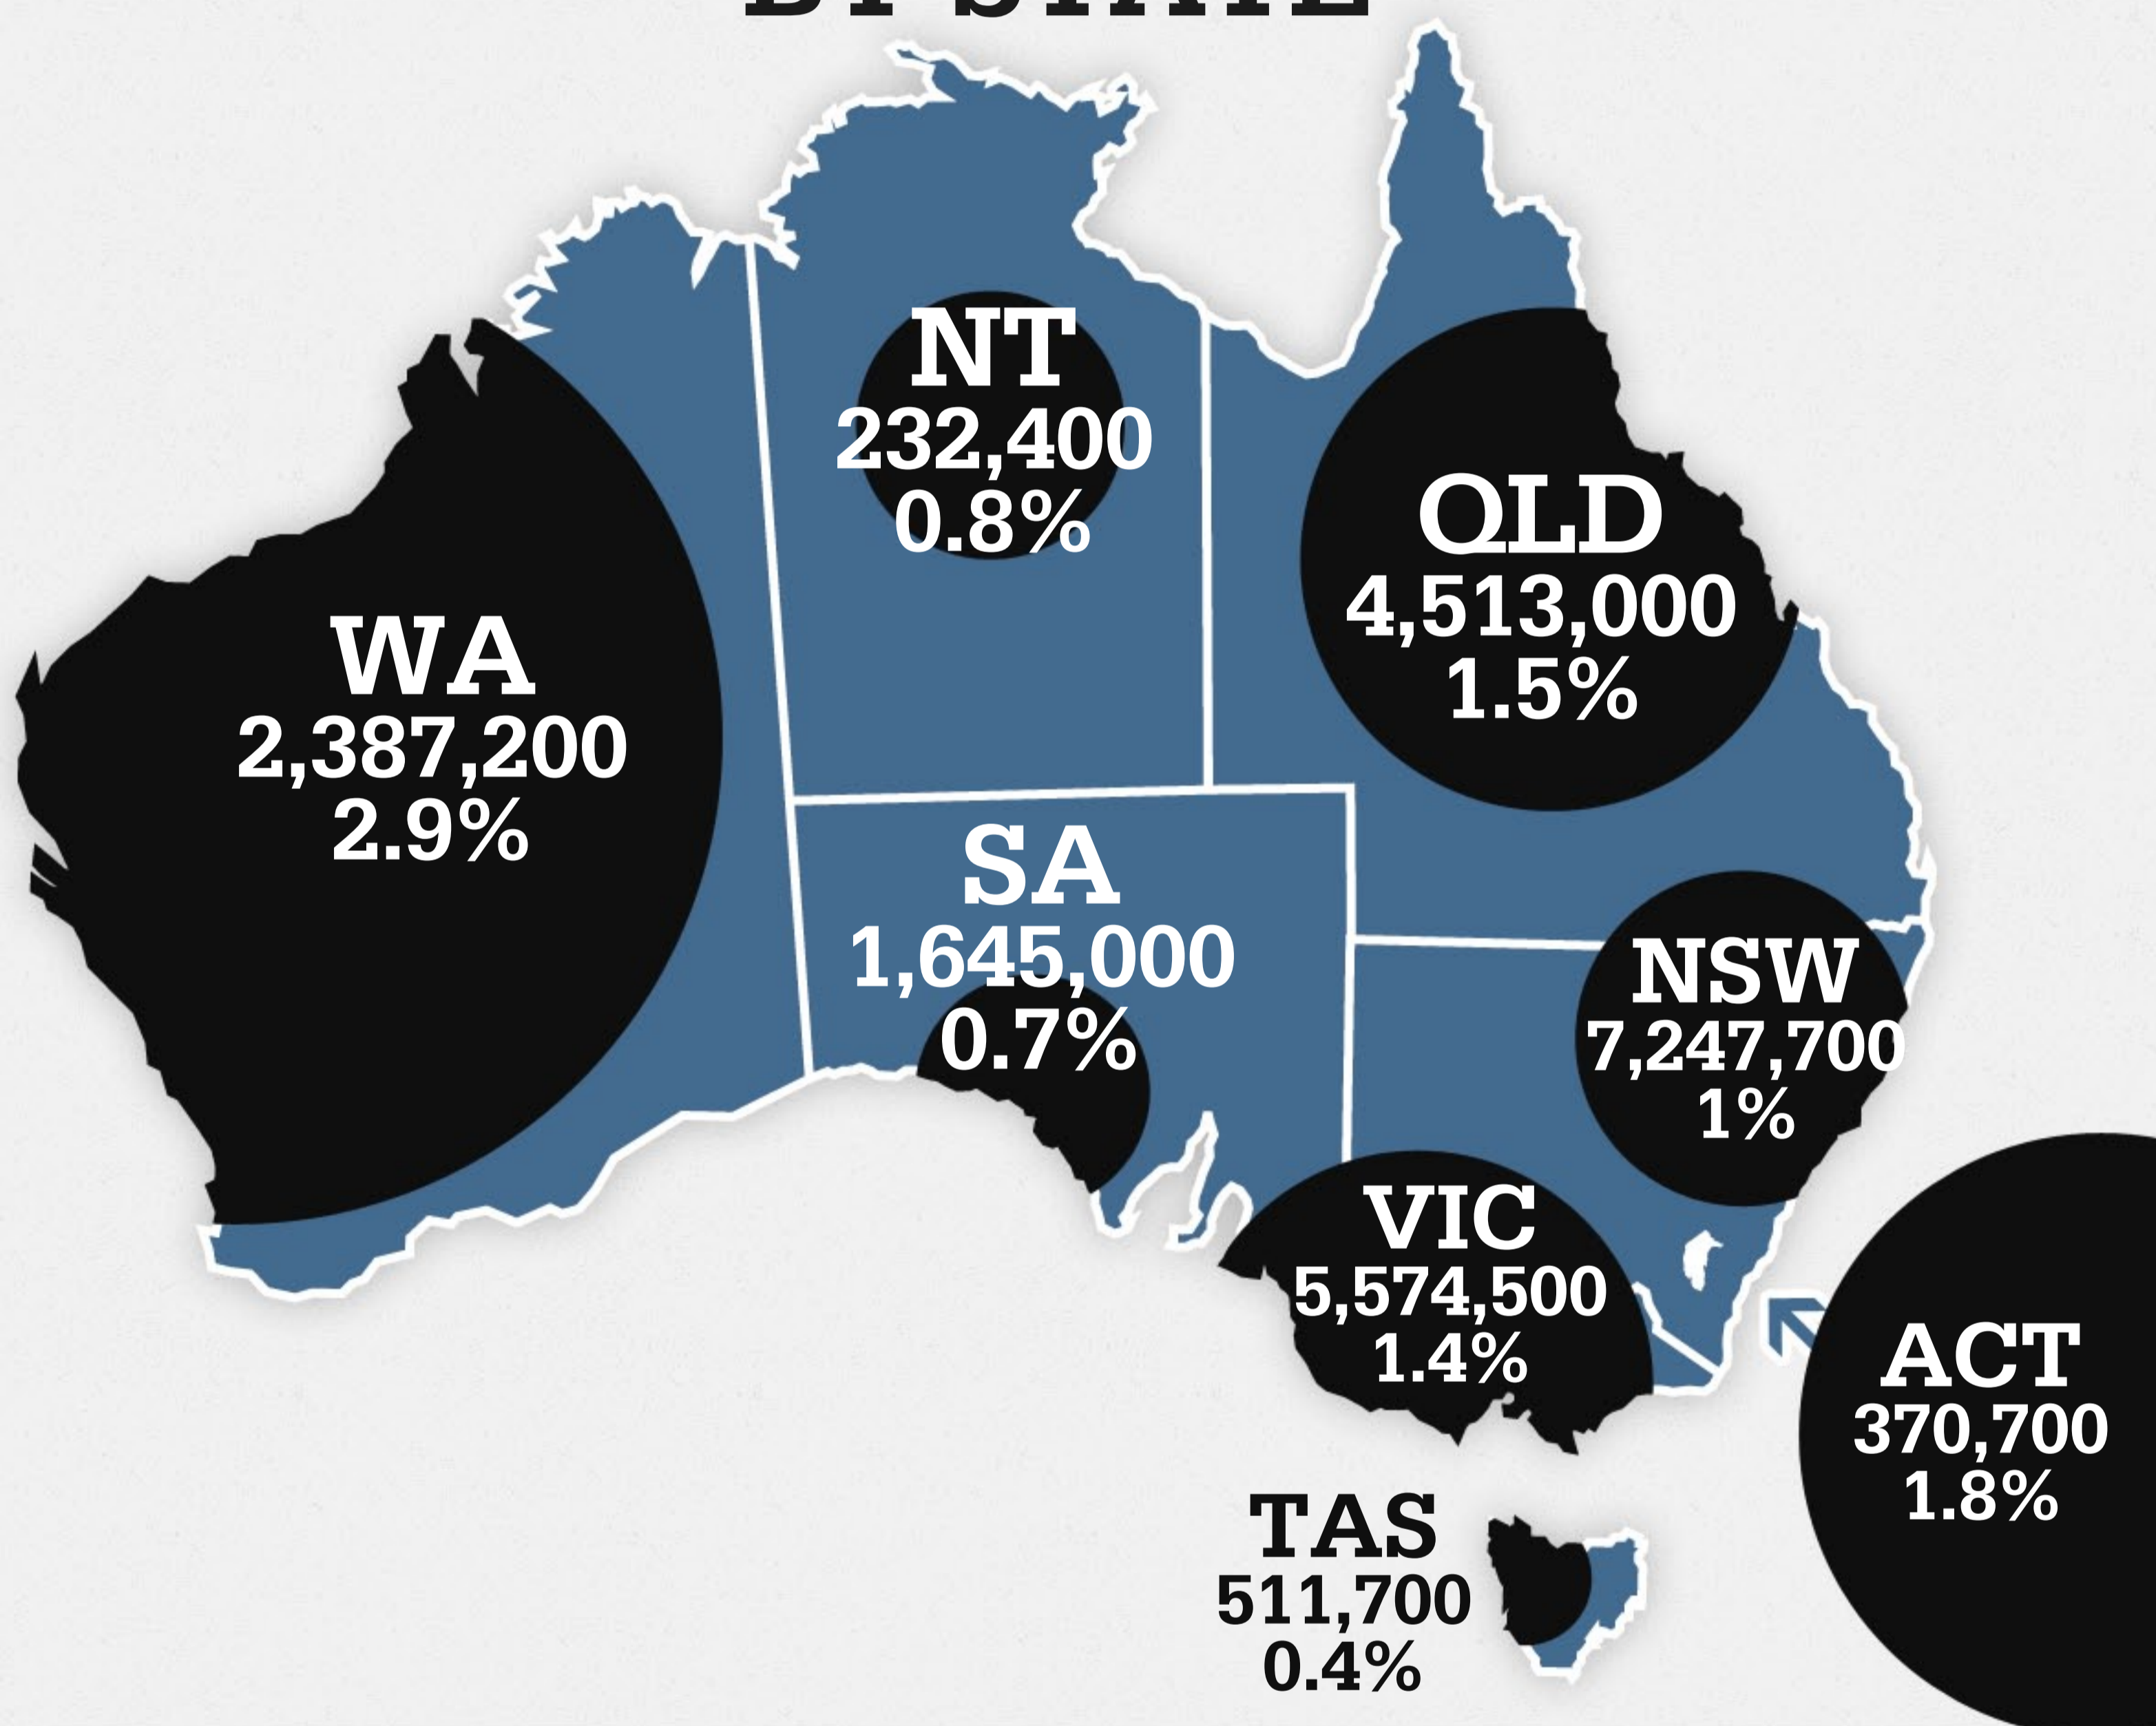 BY STATE
NT
232,400
0.8%
QLD
4,513,000
1.5%
WA
2,387,200
2.9%
SA
1,645,000
0.7%
NSW
7,247,700
1%
VIC
5,574,500
1.4%
ACT
370,700
1.8%
TAS
511,700
0.4%